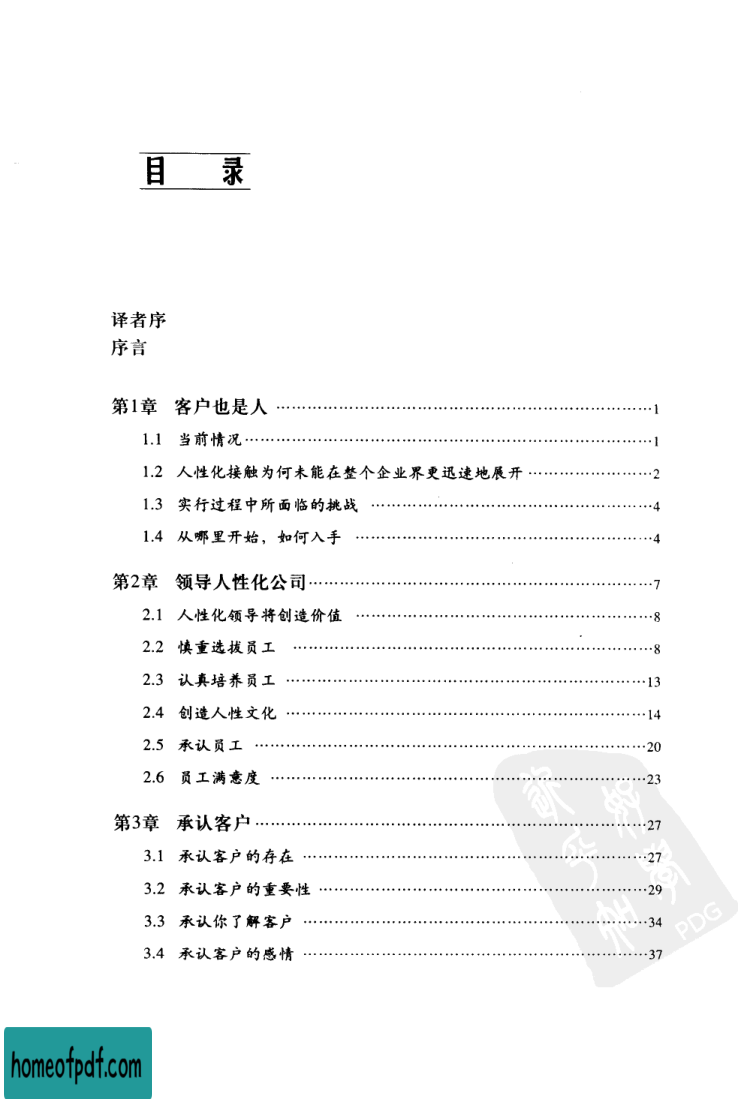 目 录
译者序
序言
第1章 客户也是人 ……………………………………………………………1
1.1 当前情况……………………………………………………………1
1.2 人性化接触为何未能在整个企业界更迅速地展开 ……………………2
1.3 实行过程中所面临的挑战 ……………………………………………4
1.4 从哪里开始，如何入手 ………………………………………………4
第2章 领导人性化公司………………………………………………………7
2.1 人性化领导将创造价值 ………………………………………………8
2.2 慎重选拔员工 …………………………………………………………8
2.3 认真培养员工 …………………………………………………………13
2.4 创造人性文化 …………………………………………………………14
2.5 承认员工 ………………………………………………………………20
2.6 员工满意度 ……………………………………………………………23
第3章 承认客户 ………………………………………………………………27
3.1 承认客户的存在 ………………………………………………………27
3.2 承认客户的重要性 ……………………………………………………29
3.3 承认你了解客户 ………………………………………………………34
3.4 承认客户的感情 ………………………………………………………37
PDG
homeofpdf.com